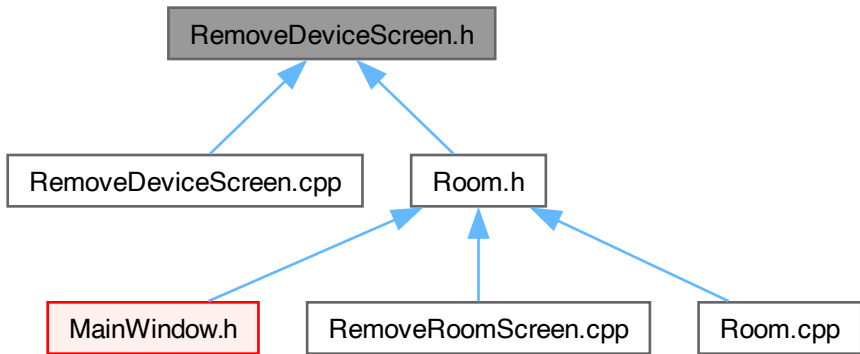 RemoveDeviceScreen.h
RemoveDeviceScreen.cpp
Room.h
MainWindow.h
RemoveRoomScreen.cpp
Room.cpp